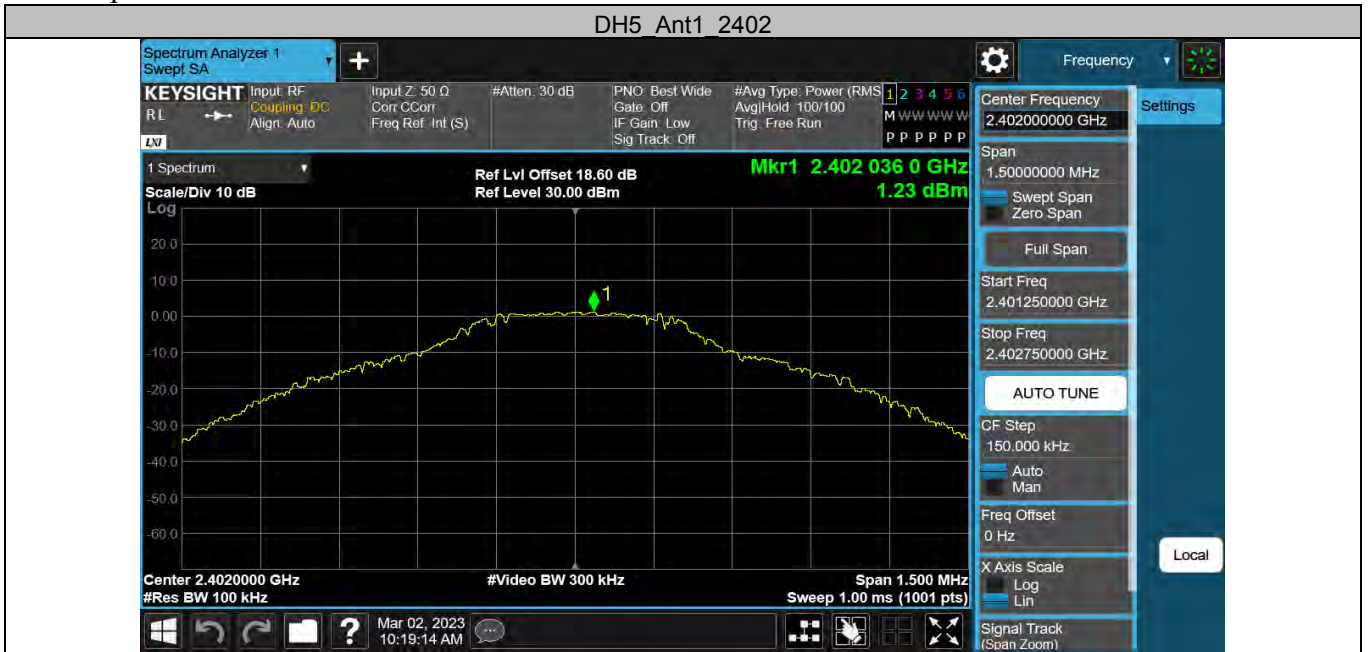 DH5_Ant1_2402
Spectrum Analyzer 1
Swept SA
Frequency
KEYSIGHT
RL
LXI
Input: RF
Coupling: DC
Align: Auto
Input Z: 50 Ω
Corr CCorr
Freq Ref: Int (S)
#Atten: 30 dB
PNO: Best Wide
Gate: Off
IF Gain: Low
Sig Track: Off
#Avg Type: Power (RMS
Avg|Hold: 100/100
Trig: Free Run
1 2 3 4 5 6
M W W W W W
P P P P P P
Center Frequency
2.402000000 GHz
Settings
1 Spectrum
Scale/Div 10 dB
Ref Lvl Offset 18.60 dB
Ref Level 30.00 dBm
Mkr1 2.402 036 0 GHz
1.23 dBm
Span
1.50000000 MHz
Swept Span
Zero Span
Full Span
Start Freq
2.401250000 GHz
Stop Freq
2.402750000 GHz
AUTO TUNE
CF Step
150.000 kHz
Auto
Man
Freq Offset
0 Hz
X Axis Scale
Log
Lin
Signal Track
(Span Zoom)
Local
Log
20.0
10.0
0.00
-10.0
-20.0
-30.0
-40.0
-50.0
-60.0
1
Center 2.4020000 GHz
#Res BW 100 kHz
#Video BW 300 kHz
Span 1.500 MHz
Sweep 1.00 ms (1001 pts)
?
Mar 02, 2023
10:19:14 AM